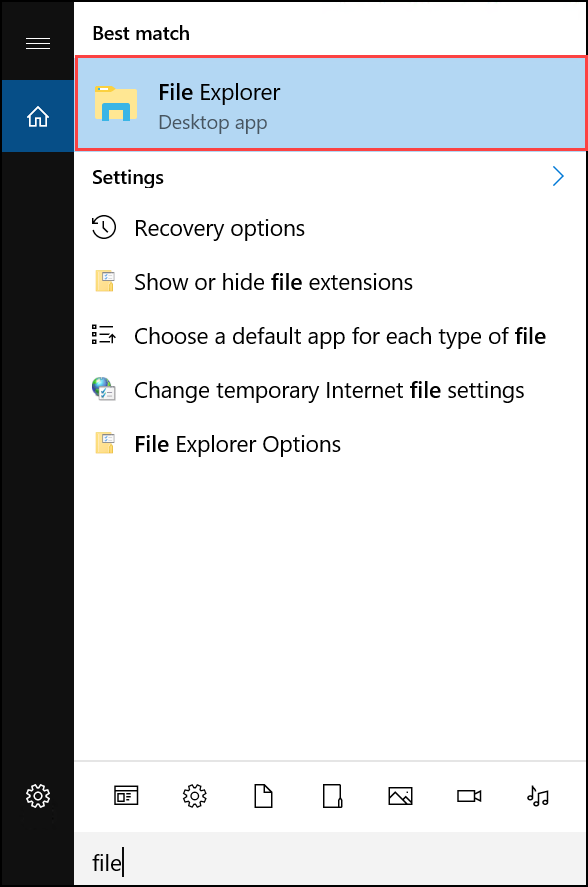 Best match
File Explorer
Desktop app
Settings
Recovery options
Show or hide file extensions
Choose a default app for each type of file
Change temporary Internet file settings
File Explorer Options
file